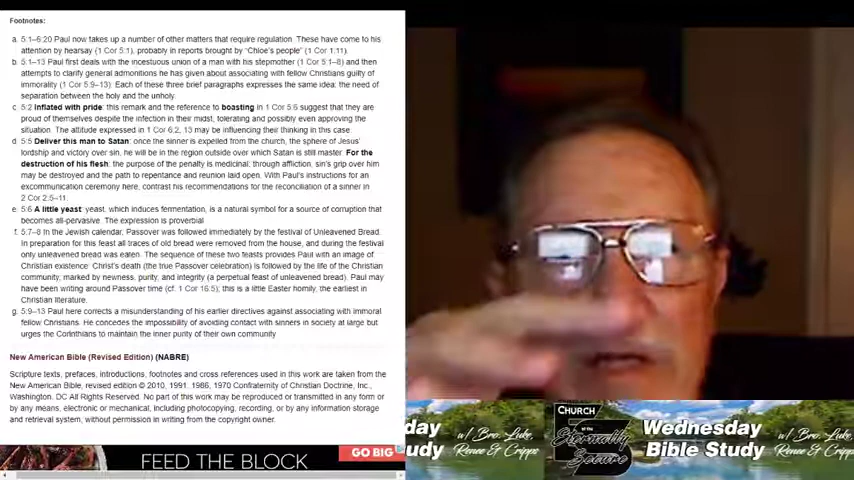 Footnotes:
a. 5:1–6:20 Paul now takes up a number of other matters that require regulation. These have come to his
attention by hearsay (1 Cor 5:1), probably in reports brought by “Chloe’s people” (1 Cor 1:11).
b. 5:1–13 Paul first deals with the incestuous union of a man with his stepmother (1 Cor 5:1–8) and then
attempts to clarify general admonitions he has given about associating with fellow Christians guilty of
immorality (1 Cor 5:9–13). Each of these three brief paragraphs expresses the same idea: the need of
separation between the holy and the unholy.
c. 5:2 Inflated with pride: this remark and the reference to boasting in 1 Cor 5:6 suggest that they are
proud of themselves despite the infection in their midst, tolerating and possibly even approving the
situation. The attitude expressed in 1 Cor 6:2, 13 may be influencing their thinking in this case.
d. 5:5 Deliver this man to Satan: once the sinner is expelled from the church, the sphere of Jesus’
lordship and victory over sin, he will be in the region outside over which Satan is still master. For the
destruction of his flesh: the purpose of the penalty is medicinal: through affliction, sin’s grip over him
may be destroyed and the path to repentance and reunion laid open. With Paul’s instructions for an
excommunication ceremony here, contrast his recommendations for the reconciliation of a sinner in
2 Cor 2:5–11.
e. 5:6 A little yeast: yeast, which induces fermentation, is a natural symbol for a source of corruption that
becomes all-pervasive. The expression is proverbial.
f. 5:7–8 In the Jewish calendar, Passover was followed immediately by the festival of Unleavened Bread.
In preparation for this feast all traces of old bread were removed from the house, and during the festival
only unleavened bread was eaten. The sequence of these two feasts provides Paul with an image of
Christian existence: Christ’s death (the true Passover celebration) is followed by the life of the Christian
community, marked by newness, purity, and integrity (a perpetual feast of unleavened bread). Paul may
have been writing around Passover time (cf. 1 Cor 16:5); this is a little Easter homily, the earliest in
Christian literature.
g. 5:9–13 Paul here corrects a misunderstanding of his earlier directives against associating with immoral
fellow Christians. He concedes the impossibility of avoiding contact with sinners in society at large but
urges the Corinthians to maintain the inner purity of their own community.
New American Bible (Revised Edition) (NABRE)
Scripture texts, prefaces, introductions, footnotes and cross references used in this work are taken from the
New American Bible, revised edition © 2010, 1991, 1986, 1970 Confraternity of Christian Doctrine, Inc.,
Washington, DC All Rights Reserved. No part of this work may be reproduced or transmitted in any form or
by any means, electronic or mechanical, including photocopying, recording, or by any information storage
and retrieval system, without permission in writing from the copyright owner.
FEED THE BLOCK
GO BIG
day
udy
w/ Bro. Luke,
Renee & Cripps
CHURCH
of the
Eternally
Secure
Wednesday
Bible Study
w/ Bro. Luke,
Renee & Cripps